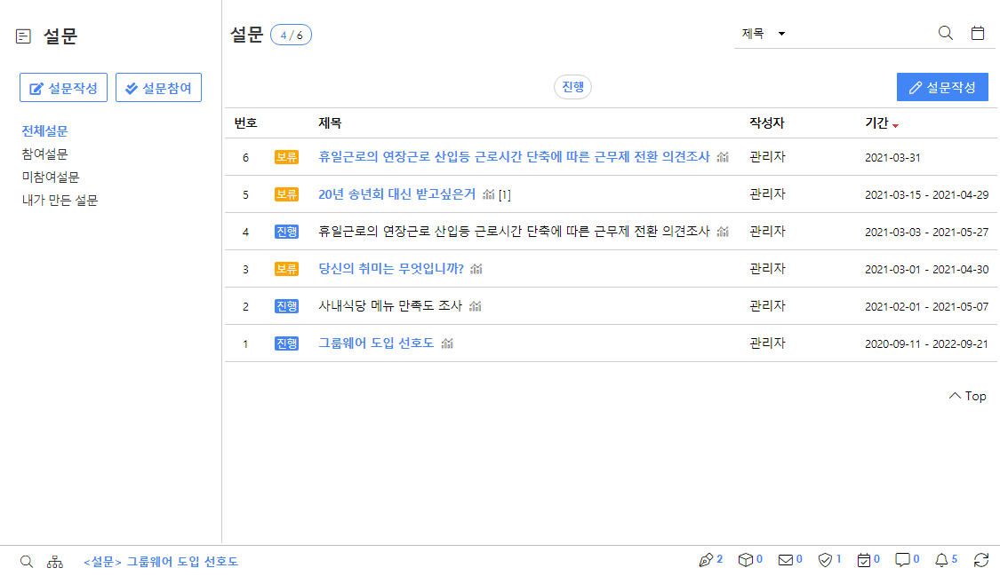 설문
설문작성 설문참여
전체설문
참여설문
미참여설문
내가 만든 설문
설문 4 / 6
제목
진행
설문작성
번호 제목 작성자 기간
6 보류 휴일근로의 연장근로 산입등 근로시간 단축에 따른 근무제 전환 의견조사 관리자 2021-03-31
5 보류 20년 송년회 대신 받고싶은거 [1] 관리자 2021-03-15 - 2021-04-29
4 진행 휴일근로의 연장근로 산입등 근로시간 단축에 따른 근무제 전환 의견조사 관리자 2021-03-03 - 2021-05-27
3 보류 당신의 취미는 무엇입니까? 관리자 2021-03-01 - 2021-04-30
2 진행 사내식당 메뉴 만족도 조사 관리자 2021-02-01 - 2021-05-07
1 진행 그룹웨어 도입 선호도 관리자 2020-09-11 - 2022-09-21
Top
<설문> 그룹웨어 도입 선호도 2 0 0 1 0 0 5